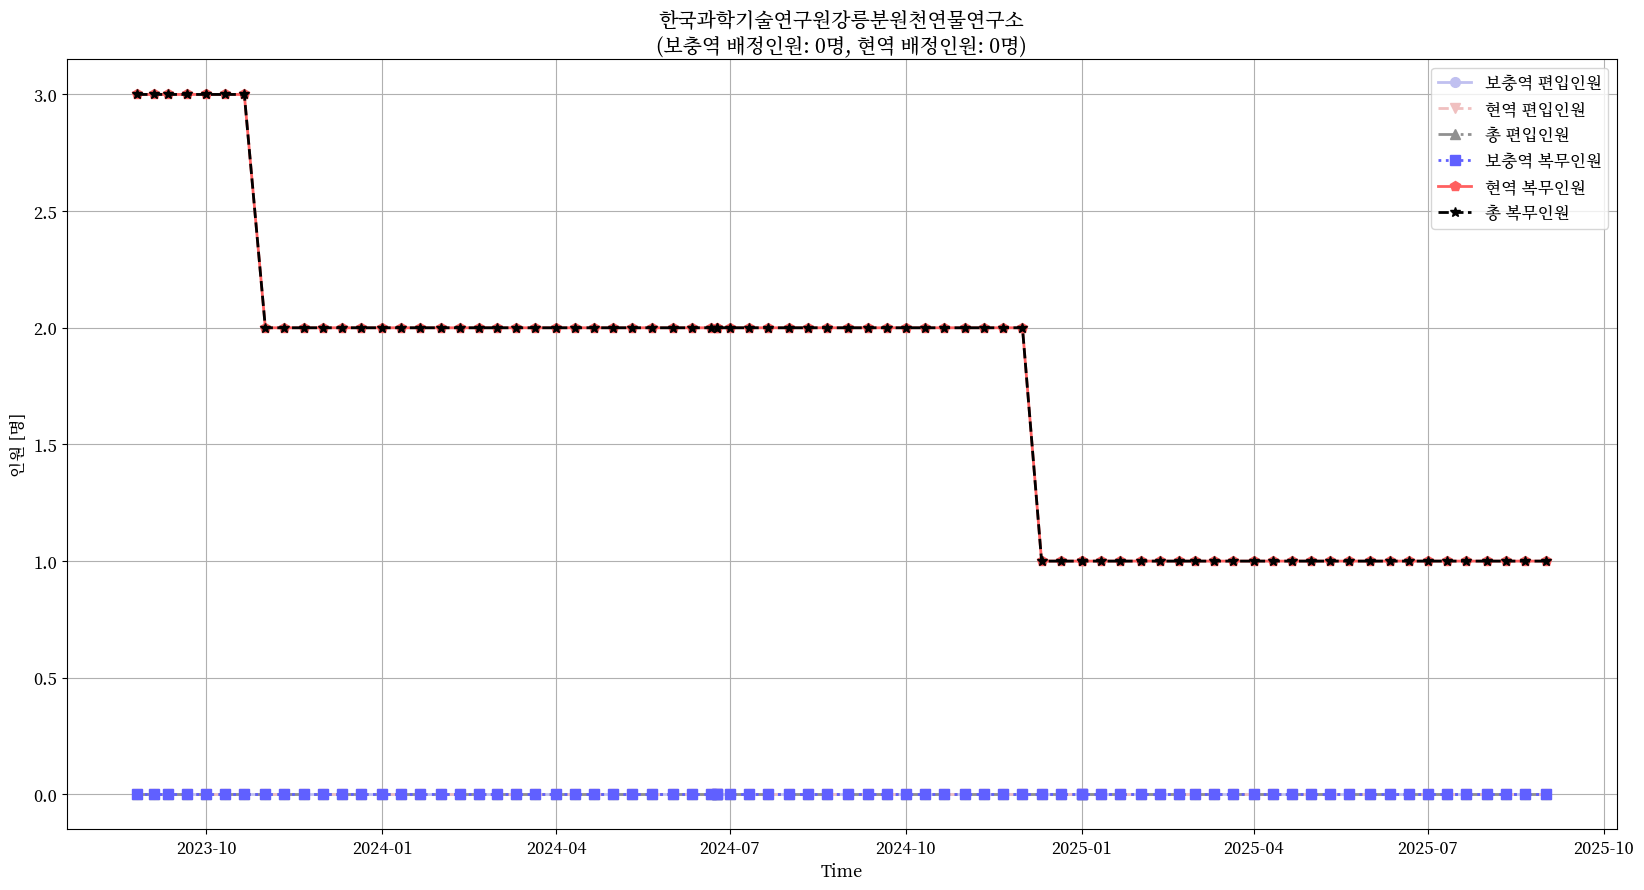 한국과학기술연구원강릉분원천연물연구소
(보충역 배정인원: 0명, 현역 배정인원: 0명)
보충역 편입인원
현역 편입인원
총 편입인원
보충역 복무인원
현역 복무인원
총 복무인원
3.0
2.5
2.0
1.5
1.0
0.5
0.0
인원 [명]
2023-10
2024-01
2024-04
2024-07
2024-10
2025-01
2025-04
2025-07
2025-10
Time